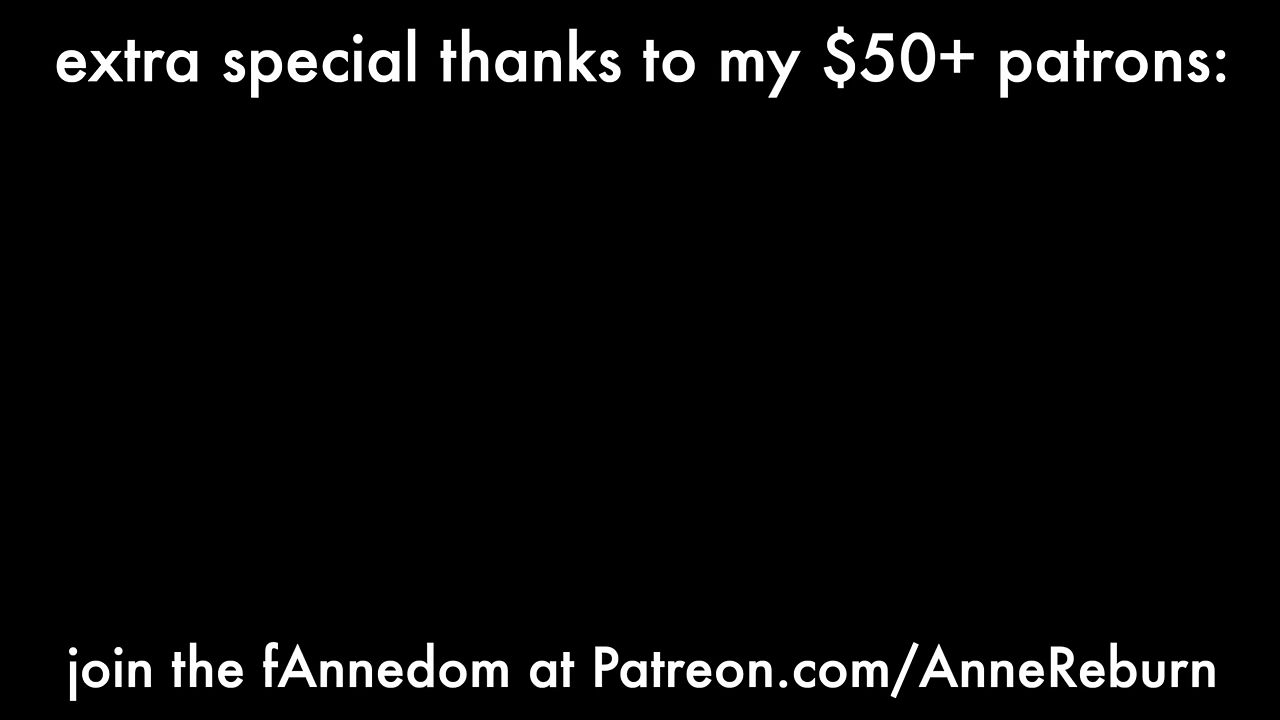 extra special thanks to my $50+ patrons:
join the fAnnedom at Patreon.com/AnneReburn